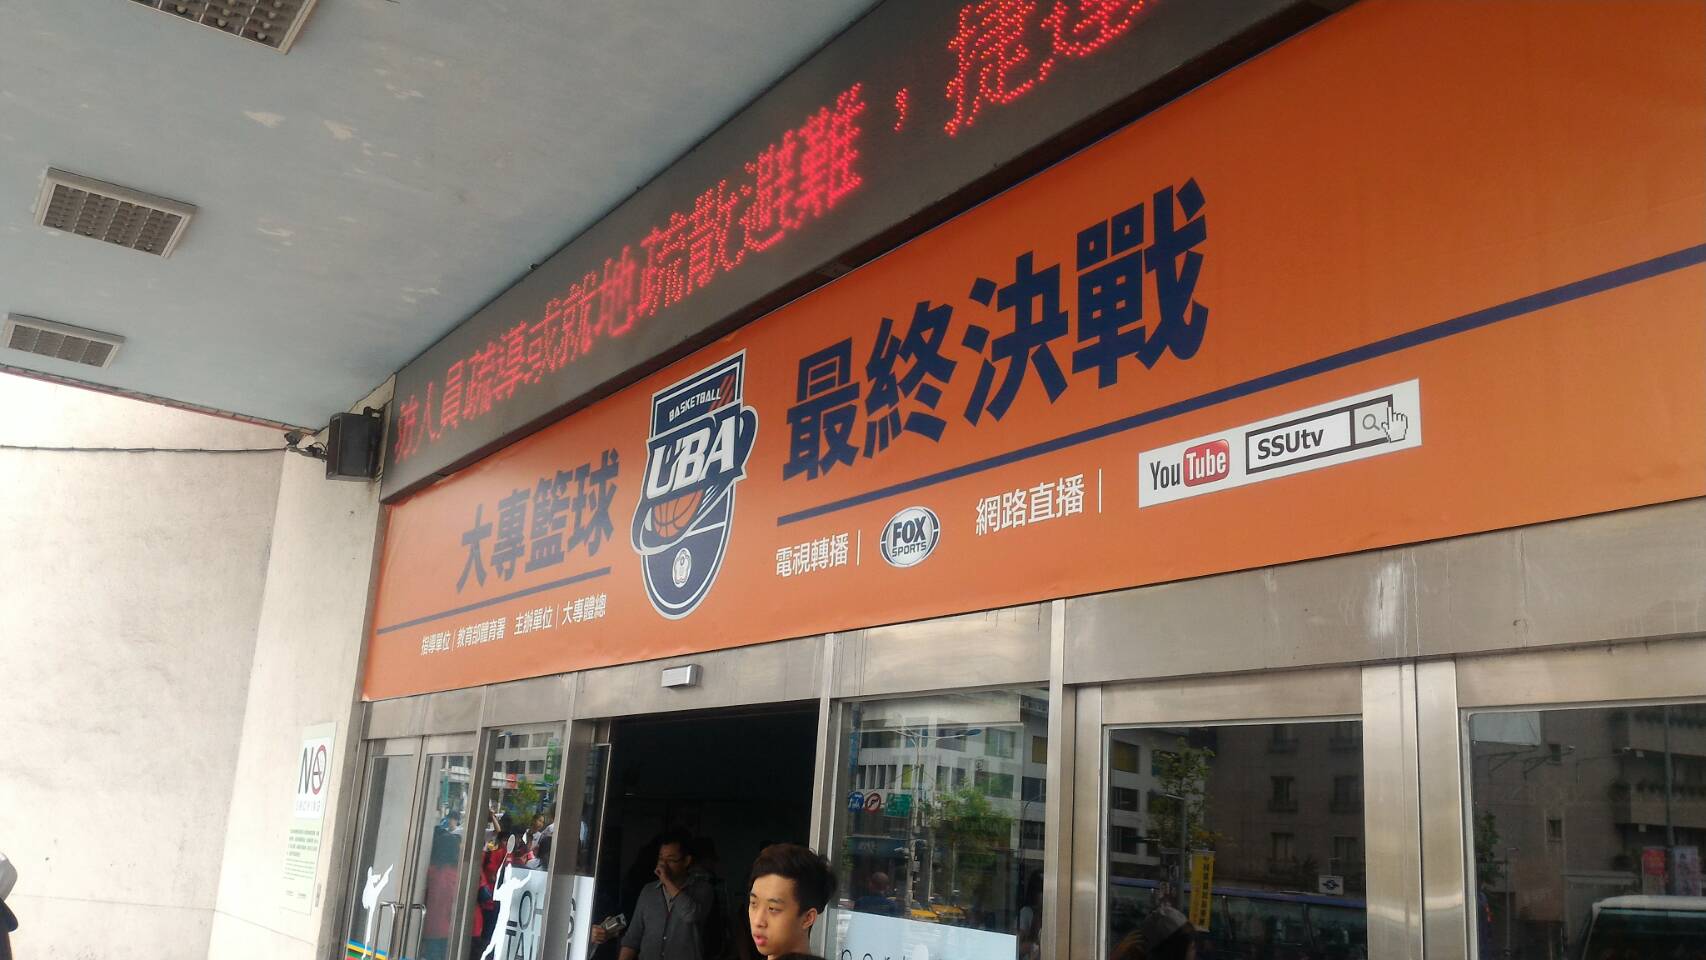 人員疏導或就地疏散避難，捷運
大專籃球
指導單位｜教育部體育署 主辦單位｜大專體總
BASKETBALL
UBA
最終決戰
電視轉播｜
FOX
SPORTS
網路直播｜
YouTube
SSUtv
NO
SMOKING